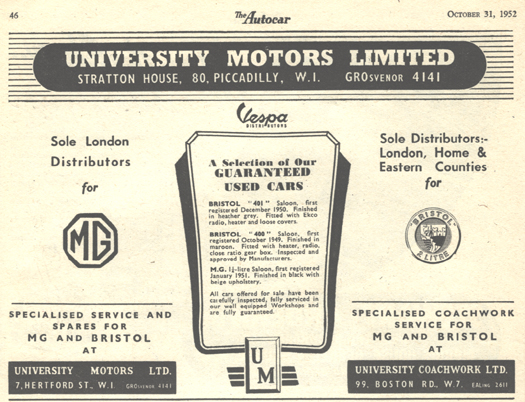 46
The Autocar
OCTOBER 31, 1952
UNIVERSITY MOTORS LIMITED
STRATTON HOUSE, 80, PICCADILLY, W.1. GROSVENOR 4141
Vespa
DISTRIBUTORS
Sole London
Distributors
for
MG
SPECIALISED SERVICE AND
SPARES FOR
MG AND BRISTOL
AT
UNIVERSITY MOTORS LTD.
7, HERTFORD ST., W.1 GROSVENOR 4141
A Selection of Our
GUARANTEED
USED CARS
BRISTOL "401" Saloon, first
registered December 1950. Finished
in heather grey. Fitted with Ekco
radio, heater and loose covers.
BRISTOL "400" Saloon, first
registered October 1949. Finished in
maroon. Fitted with heater, radio,
close ratio gear box. Inspected and
approved by Manufacturers.
M.G. 1¼-litre Saloon, first registered
January 1951. Finished in black with
beige upholstery.
All cars offered for sale have been
carefully inspected, fully serviced in
our well equipped Workshops and
are fully guaranteed.
UM
Sole Distributors:-
London, Home &
Eastern Counties
for
"BRISTOL"
2 LITRE
SPECIALISED COACHWORK
SERVICE FOR
MG AND BRISTOL
AT
UNIVERSITY COACHWORK LTD.
99, BOSTON RD., W.7. EALING 2611